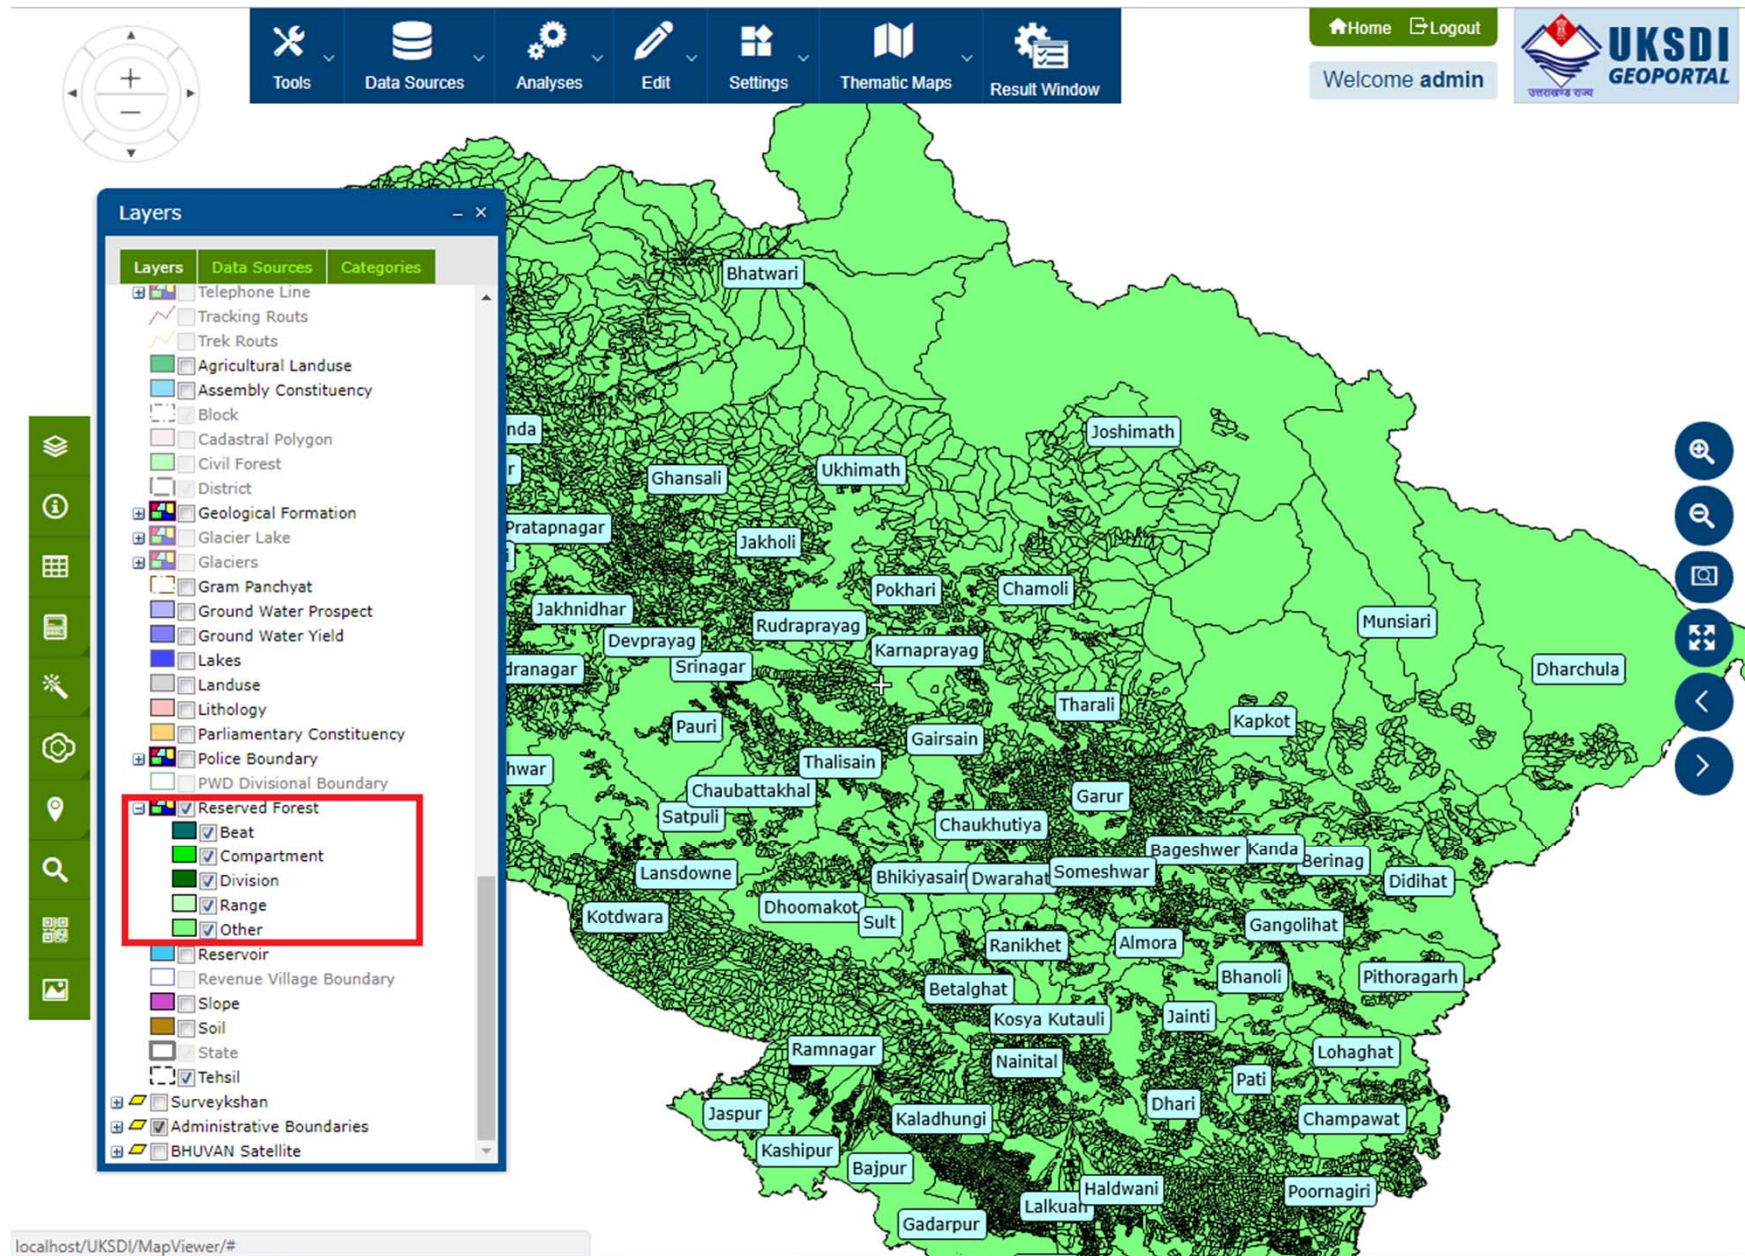 Tools
Data Sources
Analyses
Edit
Settings
Thematic Maps
Result Window
Home Logout
Welcome admin
UKSDI
GEOPORTAL
उत्तराखण्ड राज्य
Layers
Layers Data Sources Categories
Telephone Line
Tracking Routs
Trek Routs
Agricultural Landuse
Assembly Constituency
Block
Cadastral Polygon
Civil Forest
District
Geological Formation
Glacier Lake
Glaciers
Gram Panchyat
Ground Water Prospect
Ground Water Yield
Lakes
Landuse
Lithology
Parliamentary Constituency
Police Boundary
PWD Divisional Boundary
Reserved Forest
Beat
Compartment
Division
Range
Other
Reservoir
Revenue Village Boundary
Slope
Soil
State
Tehsil
Surveykshan
Administrative Boundaries
BHUVAN Satellite
Bhatwari
nda
Joshimath
r
Ghansali
Ukhimath
Pratapnagar
Jakholi
Pokhari
Chamoli
Jakhnidhar
Rudraprayag
Munsiari
Devprayag
Karnaprayag
dranagar
Srinagar
Dharchula
Tharali
Pauri
Kapkot
Gairsain
hwar
Thalisain
Chaubattakhal
Garur
Satpuli
Chaukhutiya
Bageshwer
Kanda
Berinag
Lansdowne
Bhikiyasain
Dwarahat
Someshwar
Didihat
Dhoomakot
Kotdwara
Sult
Gangolihat
Ranikhet
Almora
Bhanoli
Pithoragarh
Betalghat
Kosya Kutauli
Jainti
Ramnagar
Nainital
Lohaghat
Pati
Jaspur
Kaladhungi
Dhari
Champawat
Kashipur
Bajpur
Haldwani
Poornagiri
Lalkuan
Gadarpur
localhost/UKSDI/MapViewer/#